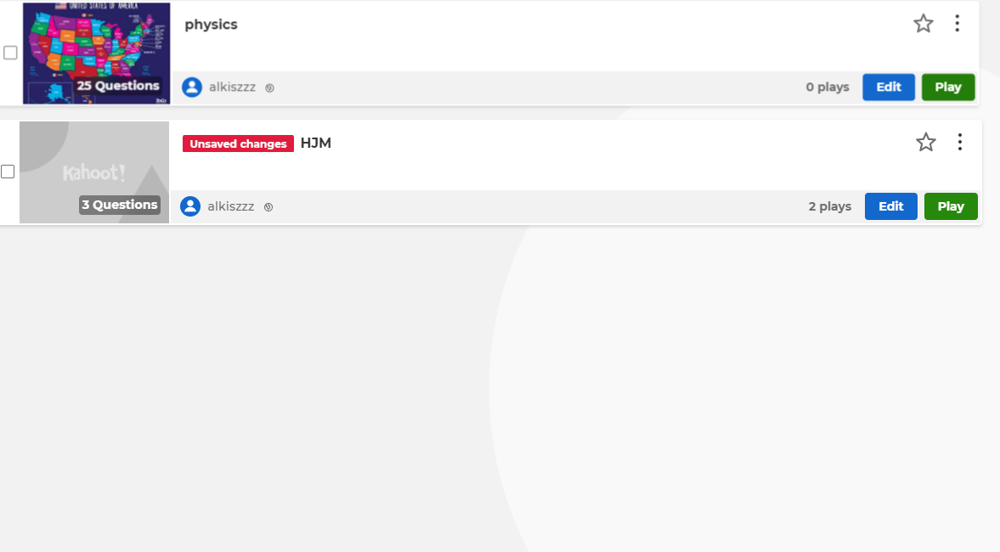 UNITED STATES OF AMERICA
physics
25 Questions
alkiszzz
0 plays
Edit
Play
Unsaved changes HJM
Kahoot!
3 Questions
alkiszzz
2 plays
Edit
Play